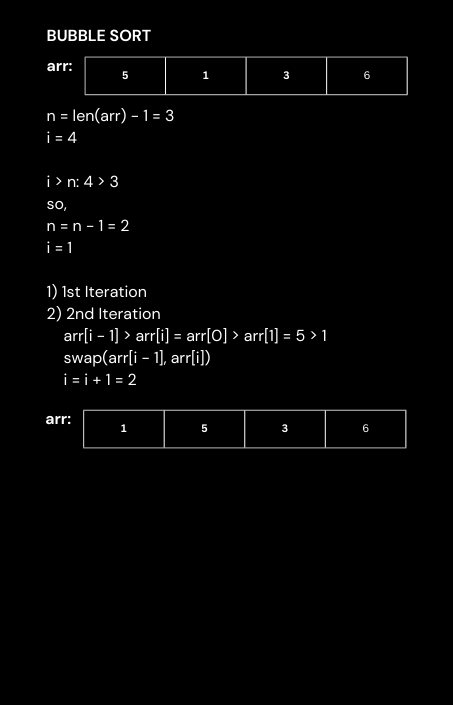 BUBBLE SORT
arr: 5 1 3 6
n = len(arr) - 1 = 3
i = 4
i > n: 4 > 3
so,
n = n - 1 = 2
i = 1
1) 1st Iteration
2) 2nd Iteration
arr[i - 1] > arr[i] = arr[0] > arr[1] = 5 > 1
swap(arr[i - 1], arr[i])
i = i + 1 = 2
arr: 1 5 3 6